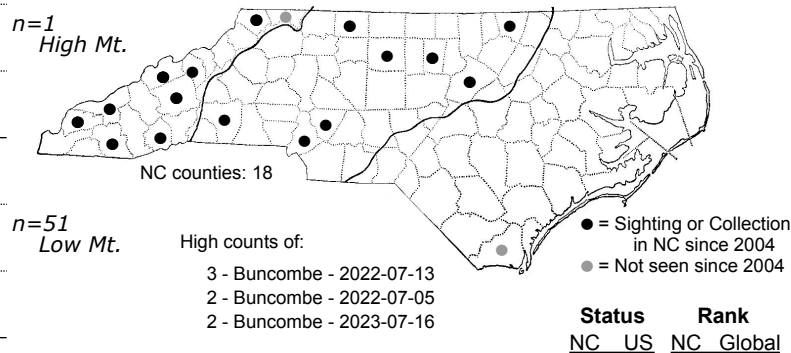 n=1
High Mt.
NC counties: 18
n=51
Low Mt.
High counts of:
3 - Buncombe - 2022-07-13
2 - Buncombe - 2022-07-05
2 - Buncombe - 2023-07-16
● = Sighting or Collection
in NC since 2004
● = Not seen since 2004
Status Rank
NC US NC Global